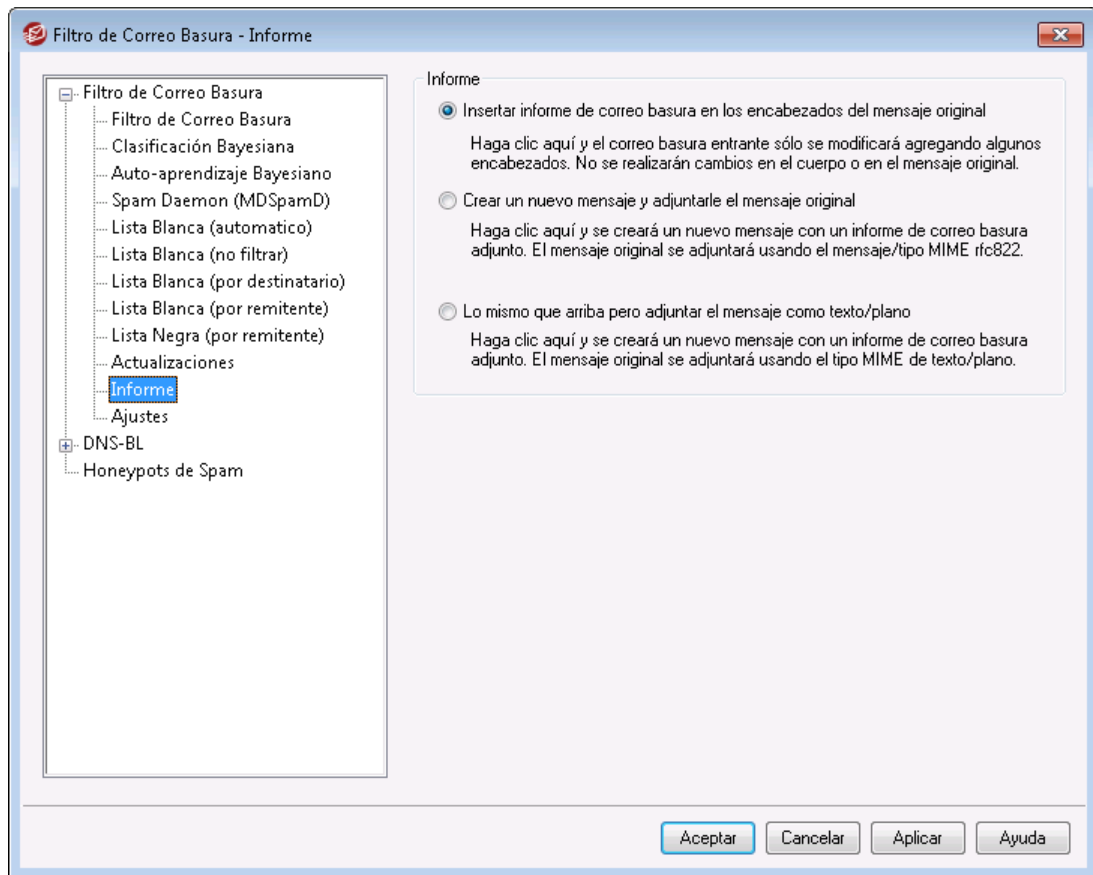 Filtro de Correo Basura - Informe
Filtro de Correo Basura
Filtro de Correo Basura
Clasificación Bayesiana
Auto-aprendizaje Bayesiano
Spam Daemon (MDSpamD)
Lista Blanca (automatico)
Lista Blanca (no filtrar)
Lista Blanca (por destinatario)
Lista Blanca (por remitente)
Lista Negra (por remitente)
Actualizaciones
Informe
Ajustes
DNS-BL
Honeypots de Spam
Informe
Insertar informe de correo basura en los encabezados del mensaje original
Haga clic aquí y el correo basura entrante sólo se modificará agregando algunos
encabezados. No se realizarán cambios en el cuerpo o en el mensaje original.
Crear un nuevo mensaje y adjuntarle el mensaje original
Haga clic aquí y se creará un nuevo mensaje con un informe de correo basura
adjunto. El mensaje original se adjuntará usando el mensaje/tipo MIME rfc822.
Lo mismo que arriba pero adjuntar el mensaje como texto/plano
Haga clic aquí y se creará un nuevo mensaje con un informe de correo basura
adjunto. El mensaje original se adjuntará usando el tipo MIME de texto/plano.
Aceptar
Cancelar
Aplicar
Ayuda